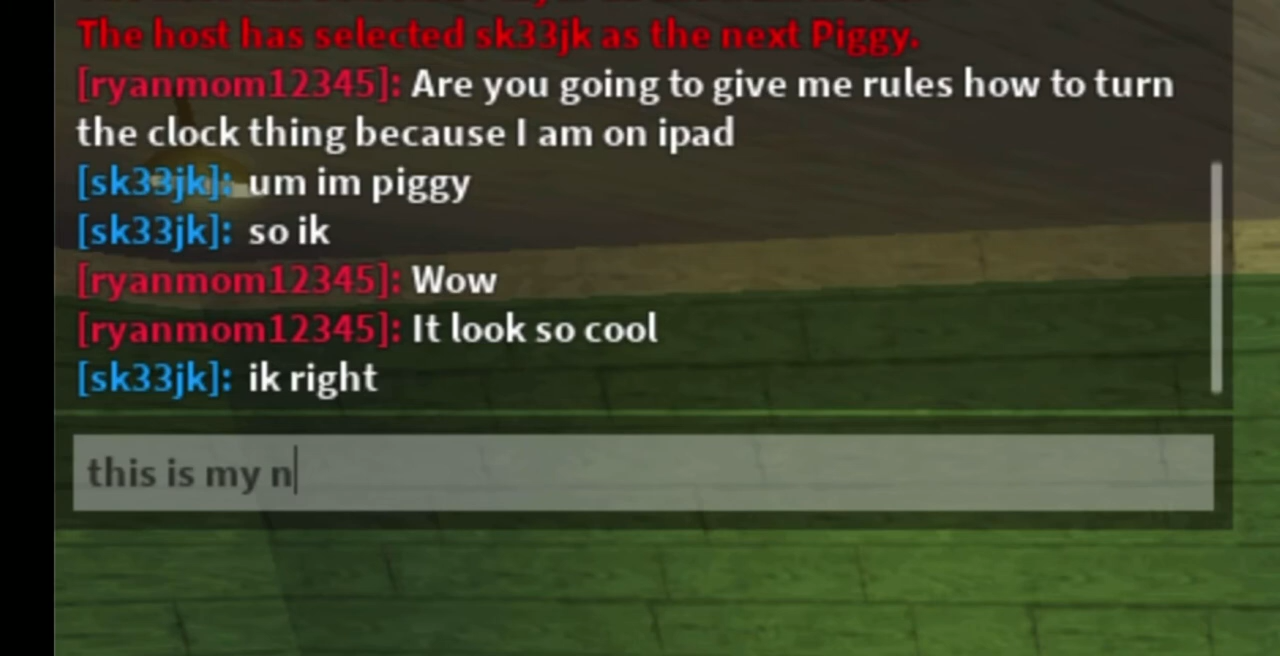 The host has selected sk33jk as the next Piggy.
[ryanmom12345]: Are you going to give me rules how to turn
the clock thing because I am on ipad
[sk33jk]: um im piggy
[sk33jk]: so ik
[ryanmom12345]: Wow
[ryanmom12345]: It look so cool
[sk33jk]: ik right
this is my n